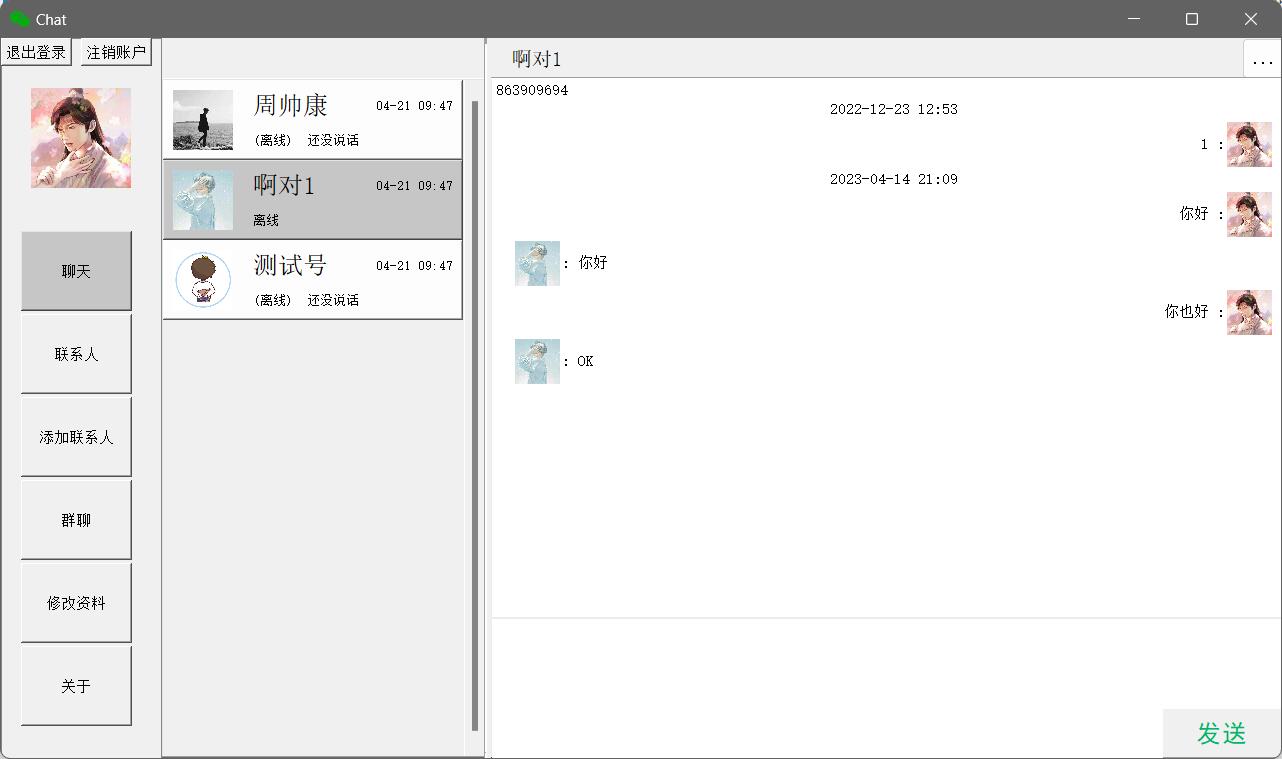 Chat
退出登录 注销账户
聊天
联系人
添加联系人
群聊
修改资料
关于
周帅康 04-21 09:47
(离线) 还没说话
啊对1 04-21 09:47
离线
测试号 04-21 09:47
(离线) 还没说话
啊对1 ...
863909694
2022-12-23 12:53
1 :
2023-04-14 21:09
你好 :
: 你好
你也好 :
: OK
发送